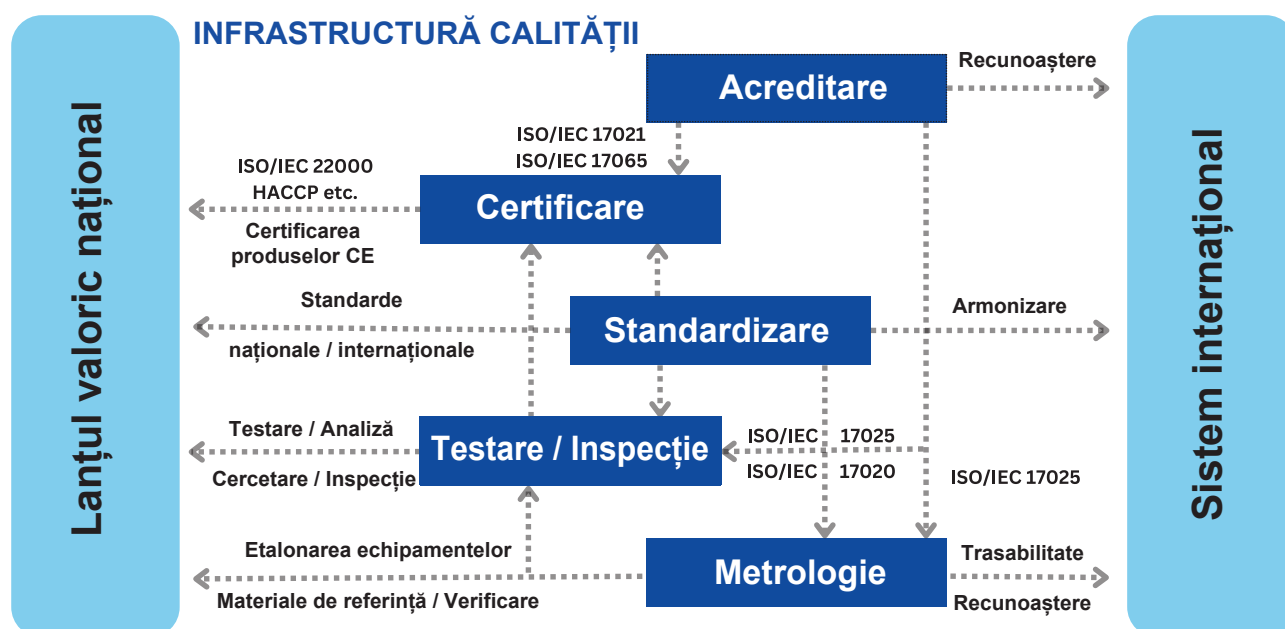 INFRASTRUCTURĂ CALITĂȚII
Lanțul valoric național
Sistem internațional
Acreditare
Recunoaștere
ISO/IEC 17021
ISO/IEC 17065
ISO/IEC 22000
HACCP etc.
Certificare
Certificarea
produselor CE
Standarde
naționale / internaționale
Standardizare
Armonizare
Testare / Analiză
Cercetare / Inspecție
Testare / Inspecție
ISO/IEC 17025
ISO/IEC 17020
ISO/IEC 17025
Etalonarea echipamentelor
Materiale de referință / Verificare
Metrologie
Trasabilitate
Recunoaștere